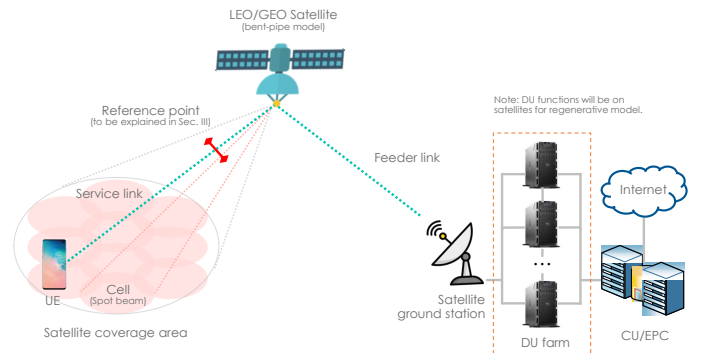 LEO/GEO Satellite
(bent-pipe model)
Reference point
(to be explained in Sec. III)
Note: DU functions will be on
satellites for regenerative model.
Feeder link
Service link
Internet
Cell
(Spot beam)
UE
...
Satellite
ground station
Satellite coverage area
DU farm
CU/EPC